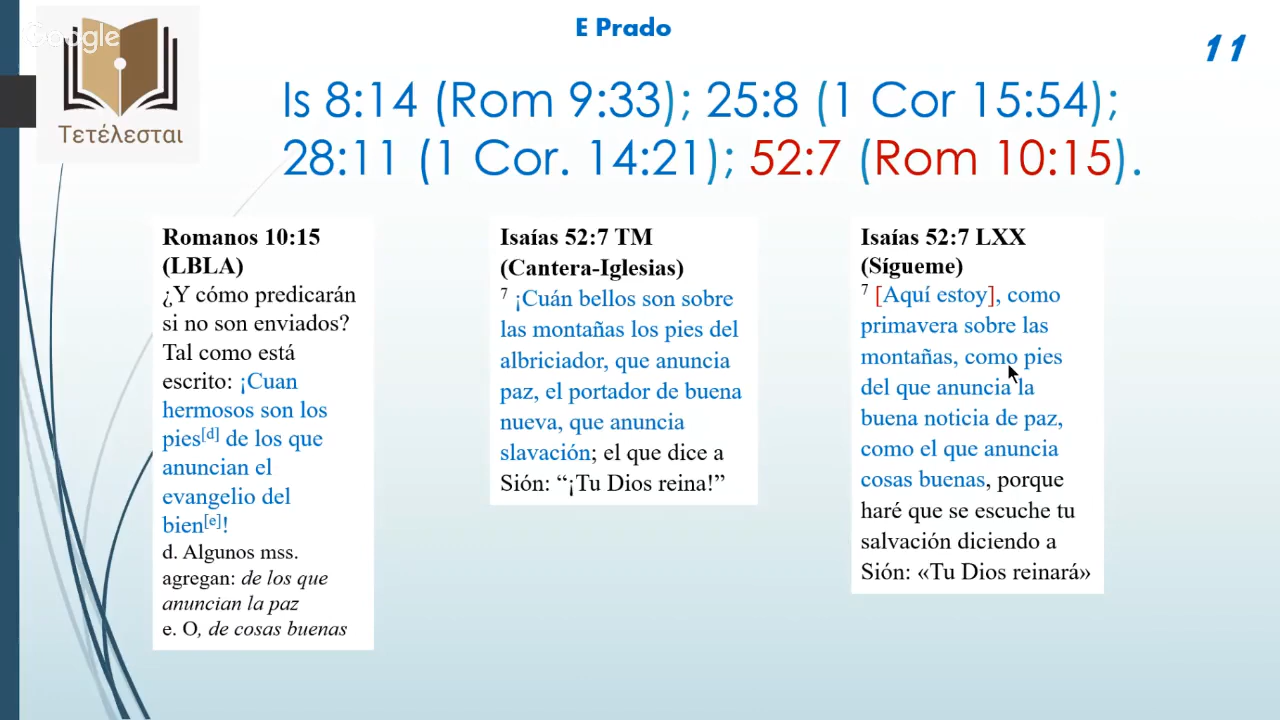 Google
Τετέλεσται
E Prado
11
Is 8:14 (Rom 9:33); 25:8 (1 Cor 15:54);
28:11 (1 Cor. 14:21); 52:7 (Rom 10:15).
Romanos 10:15
(LBLA)
¿Y cómo predicarán
si no son enviados?
Tal como está
escrito: ¡Cuan
hermosos son los
pies[d] de los que
anuncian el
evangelio del
bien[e]!
d. Algunos mss.
agregan: de los que
anuncian la paz
e. O, de cosas buenas
Isaías 52:7 TM
(Cantera-Iglesias)
7 ¡Cuán bellos son sobre
las montañas los pies del
albriciador, que anuncia
paz, el portador de buena
nueva, que anuncia
slavación; el que dice a
Sión: “¡Tu Dios reina!”
Isaías 52:7 LXX
(Sígueme)
7 [Aquí estoy], como
primavera sobre las
montañas, como pies
del que anuncia la
buena noticia de paz,
como el que anuncia
cosas buenas, porque
haré que se escuche tu
salvación diciendo a
Sión: «Tu Dios reinará»